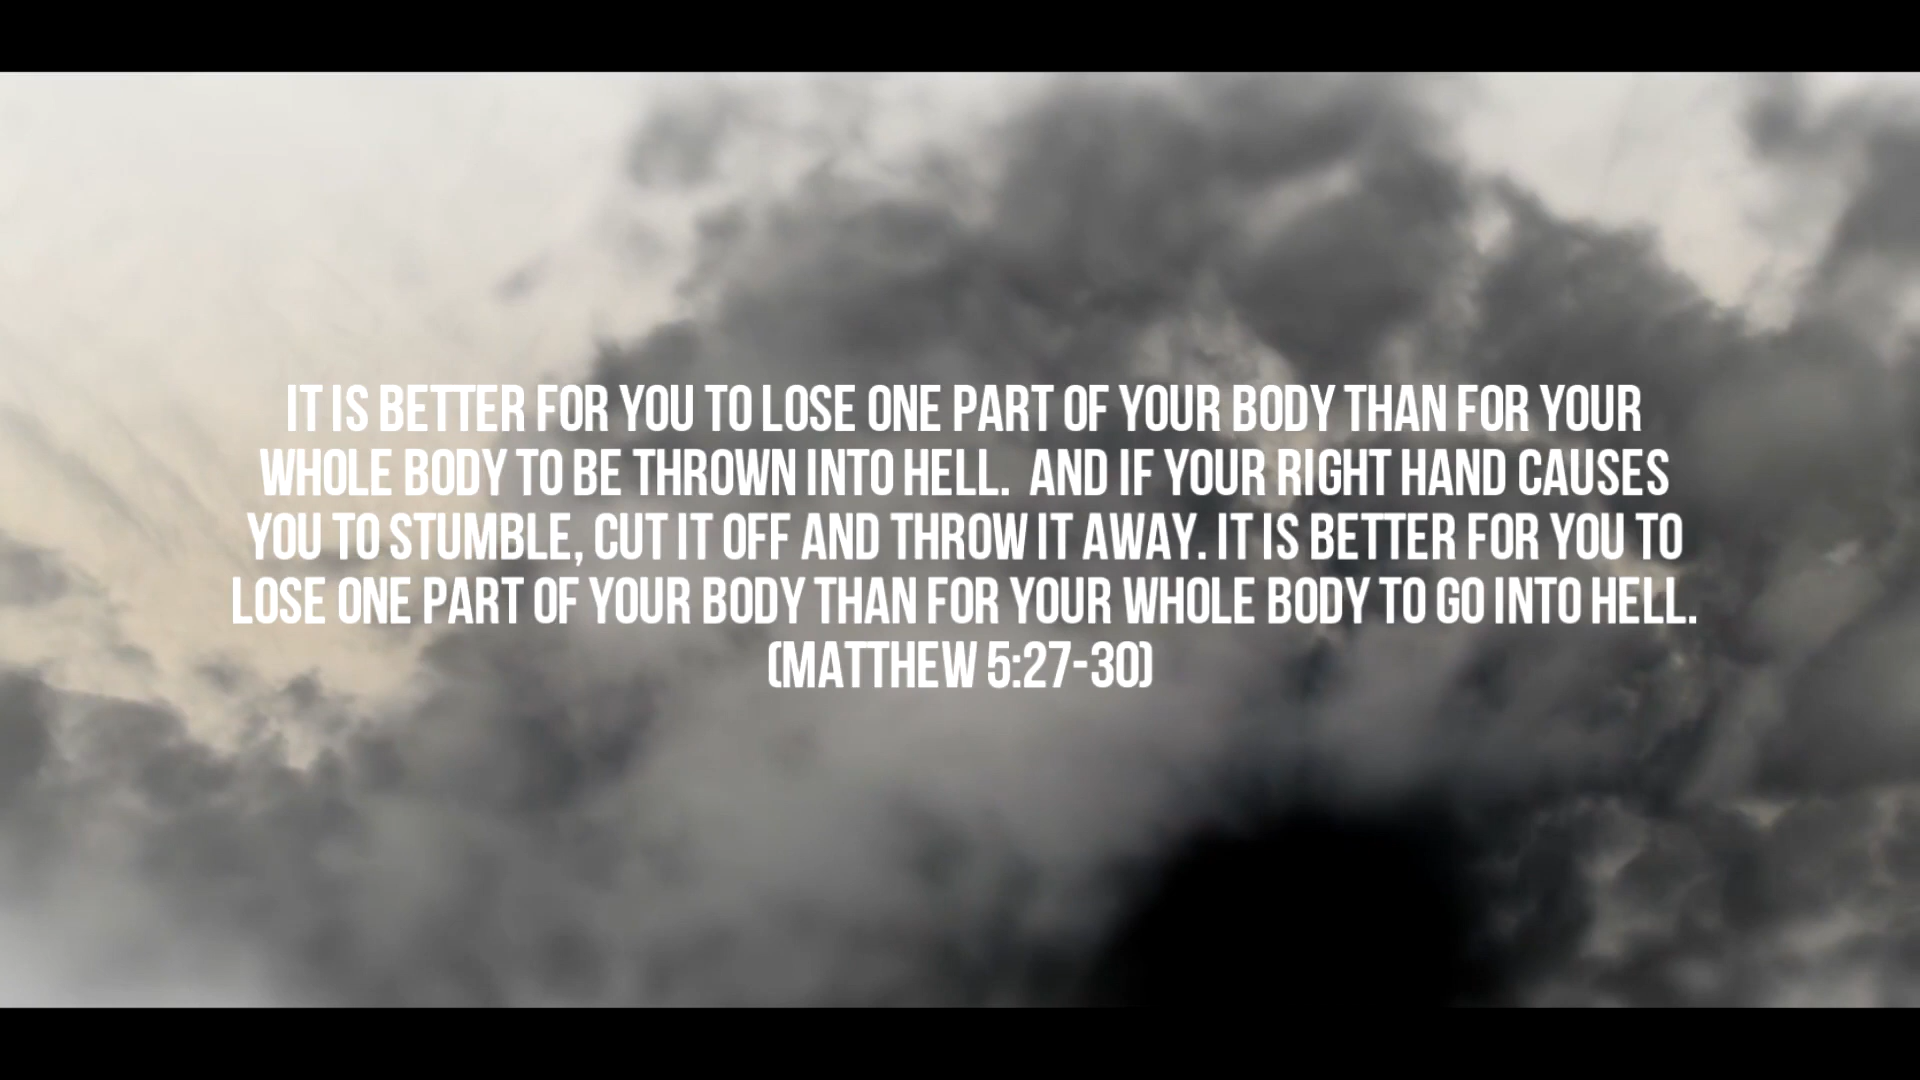 IT IS BETTER FOR YOU TO LOSE ONE PART OF YOUR BODY THAN FOR YOUR
WHOLE BODY TO BE THROWN INTO HELL. AND IF YOUR RIGHT HAND CAUSES
YOU TO STUMBLE, CUT IT OFF AND THROW IT AWAY. IT IS BETTER FOR YOU TO
LOSE ONE PART OF YOUR BODY THAN FOR YOUR WHOLE BODY TO GO INTO HELL.
(MATTHEW 5:27-30)